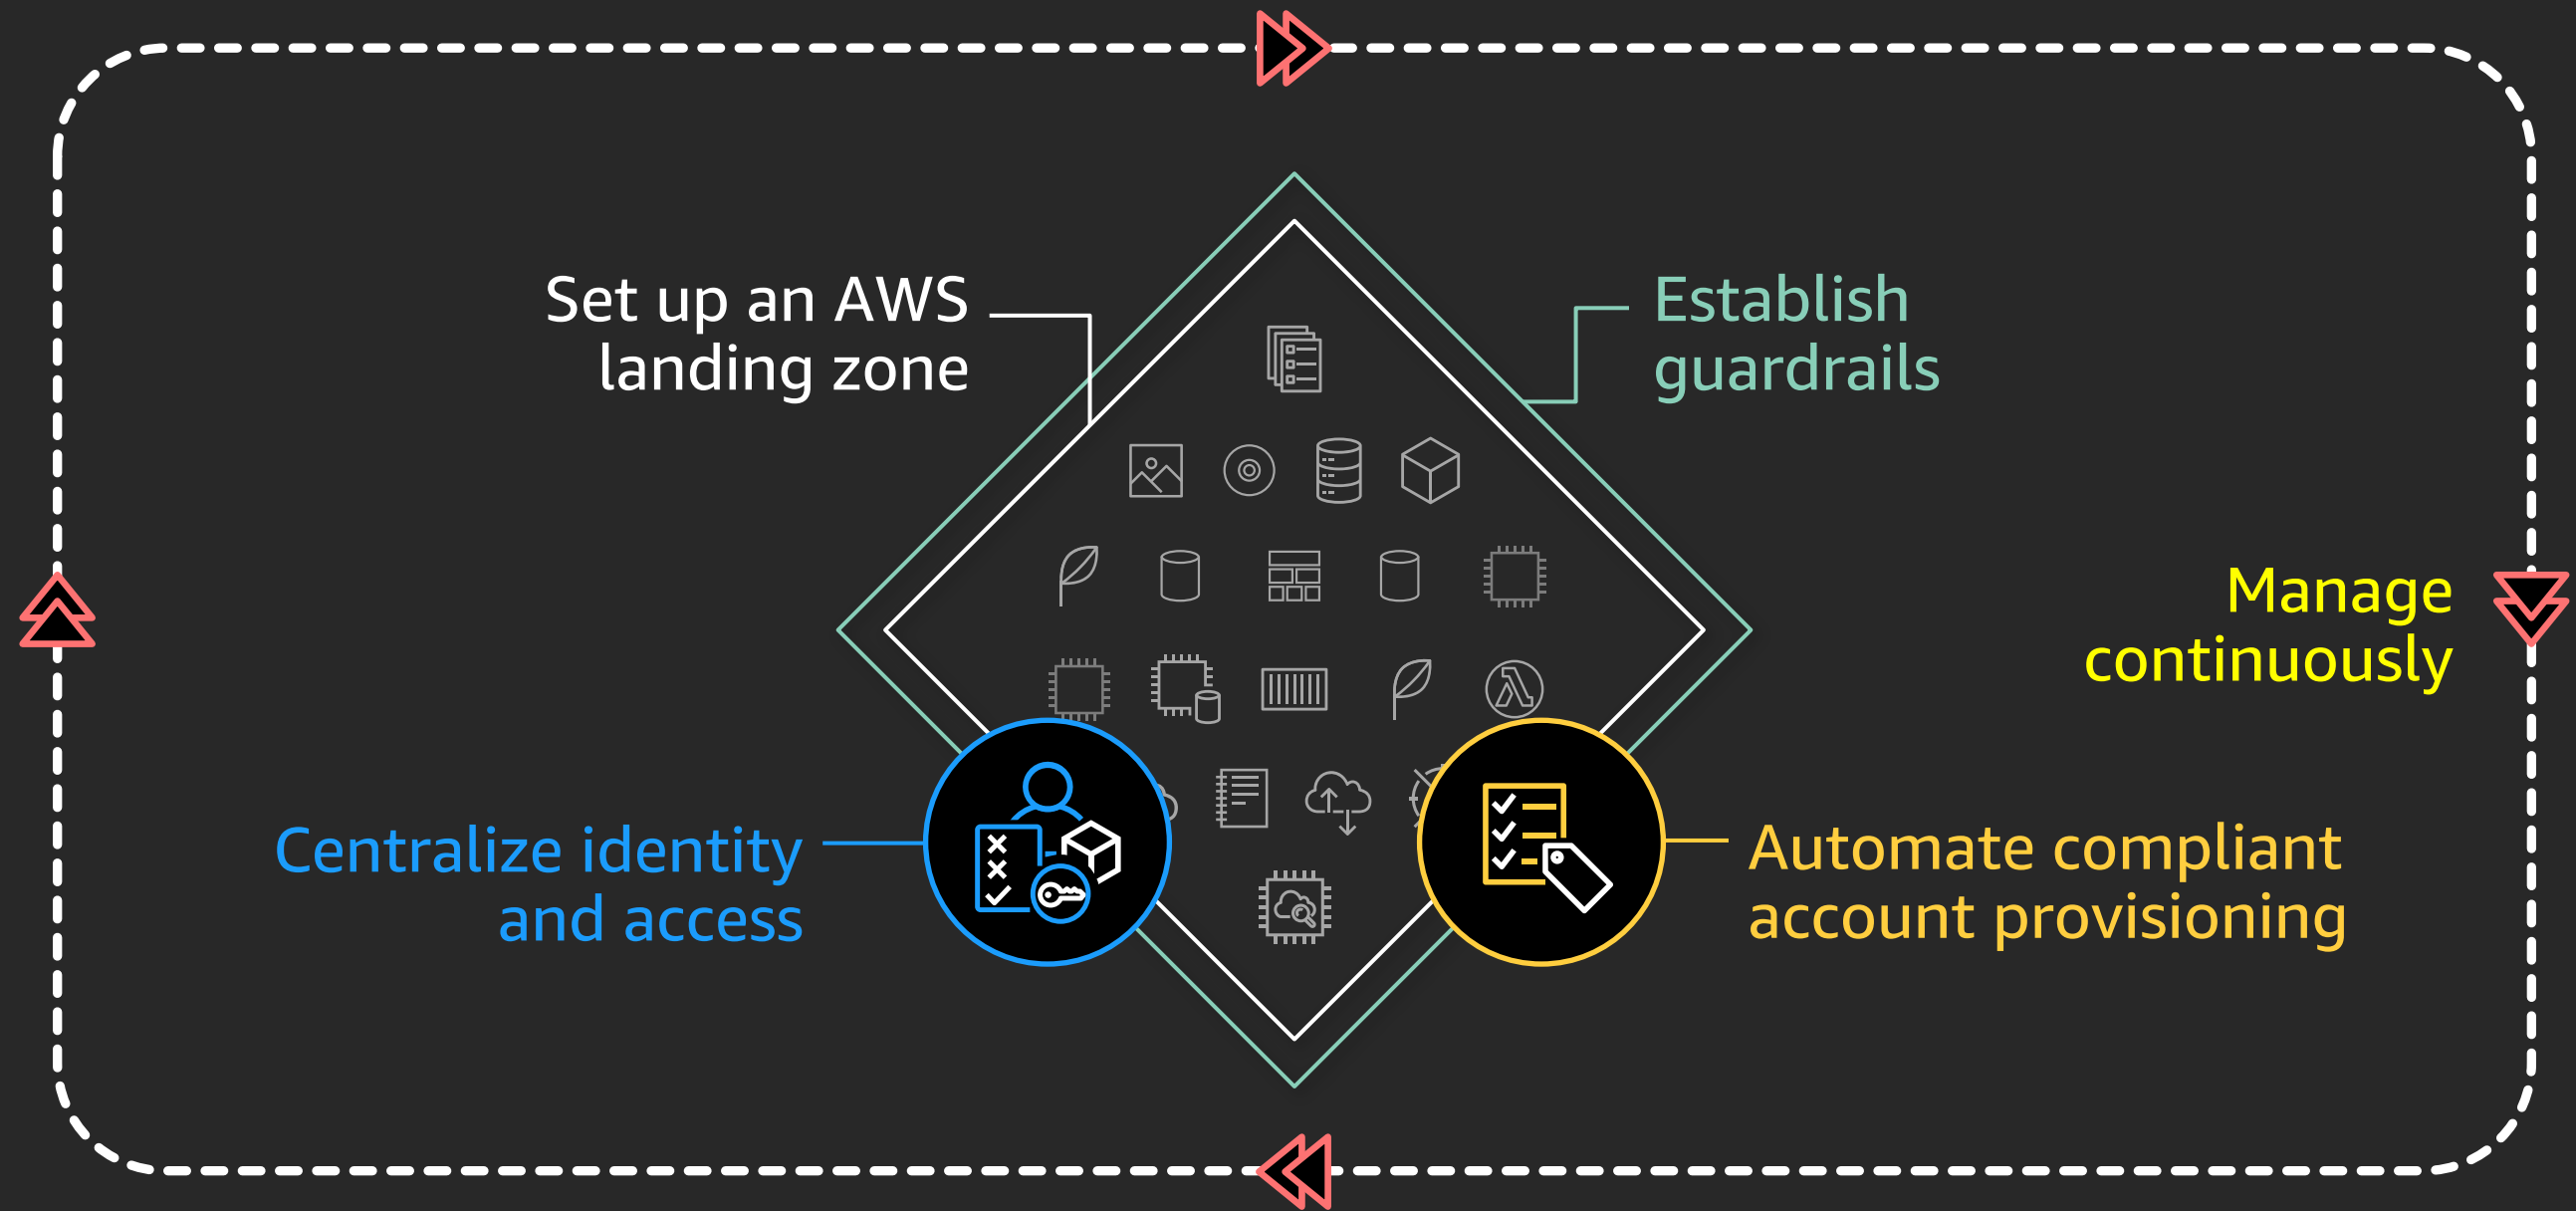 Set up an AWS
landing zone
Establish
guardrails
Manage
continuously
Centralize identity
and access
Automate compliant
account provisioning